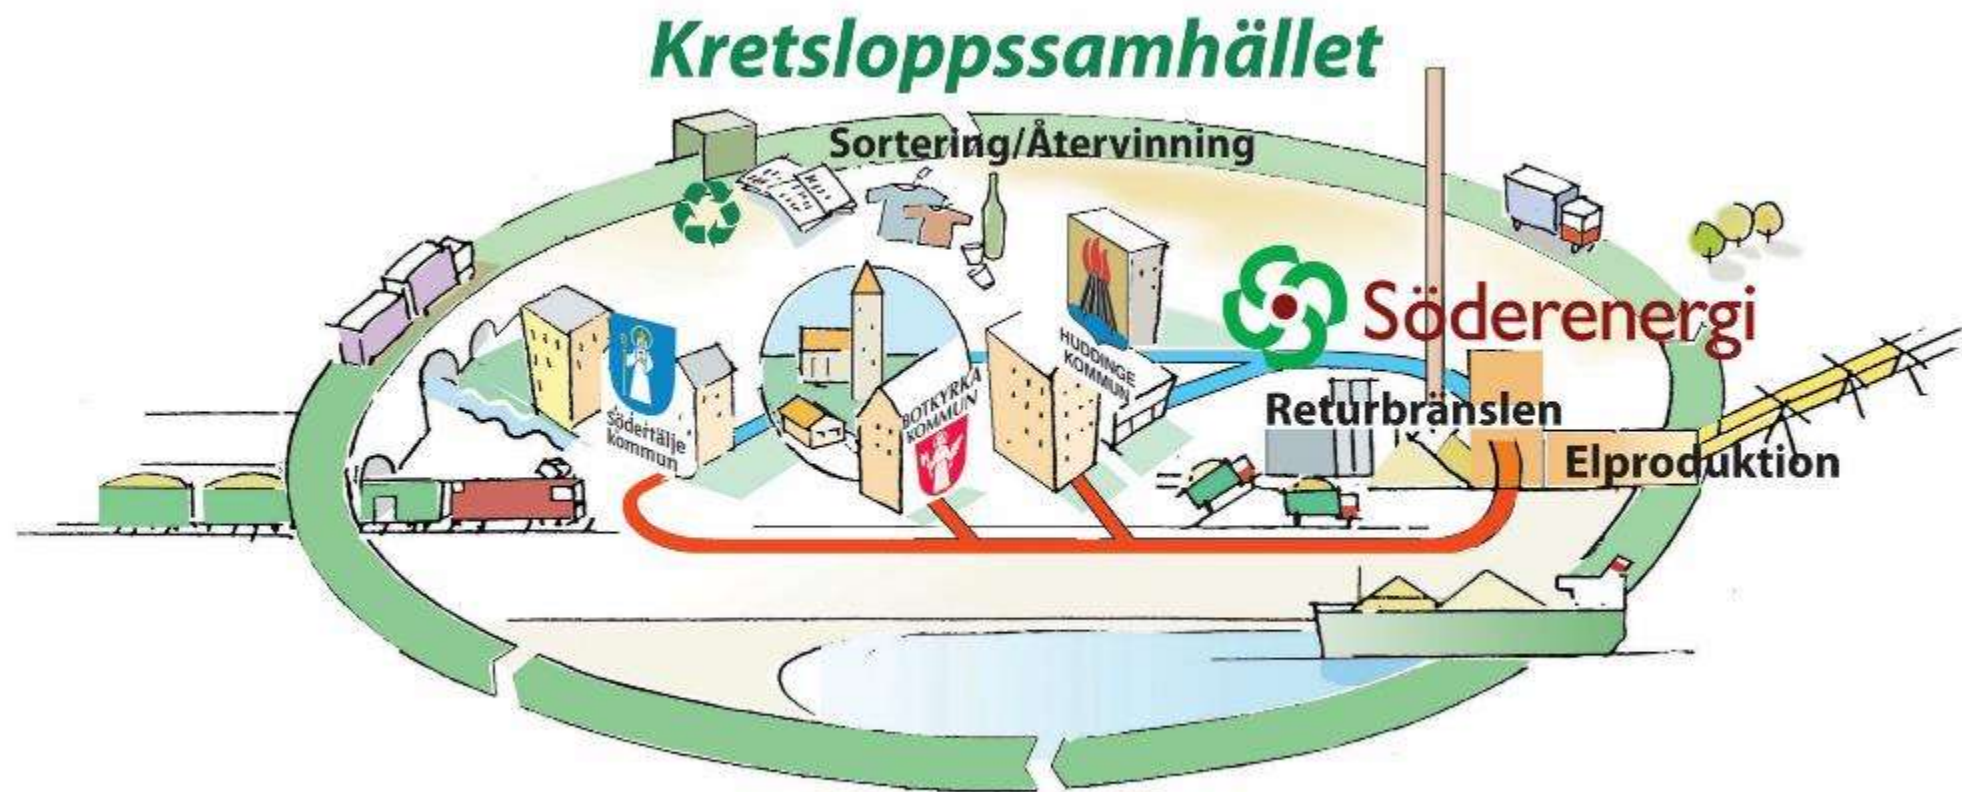 Kretsloppssamhället
Sortering/Återvinning
HUDDINGE
KOMMUN
Söderenergi
BOTKYRKA
KOMMUN
Södertälje
kommun
Returbränslen
Elproduktion